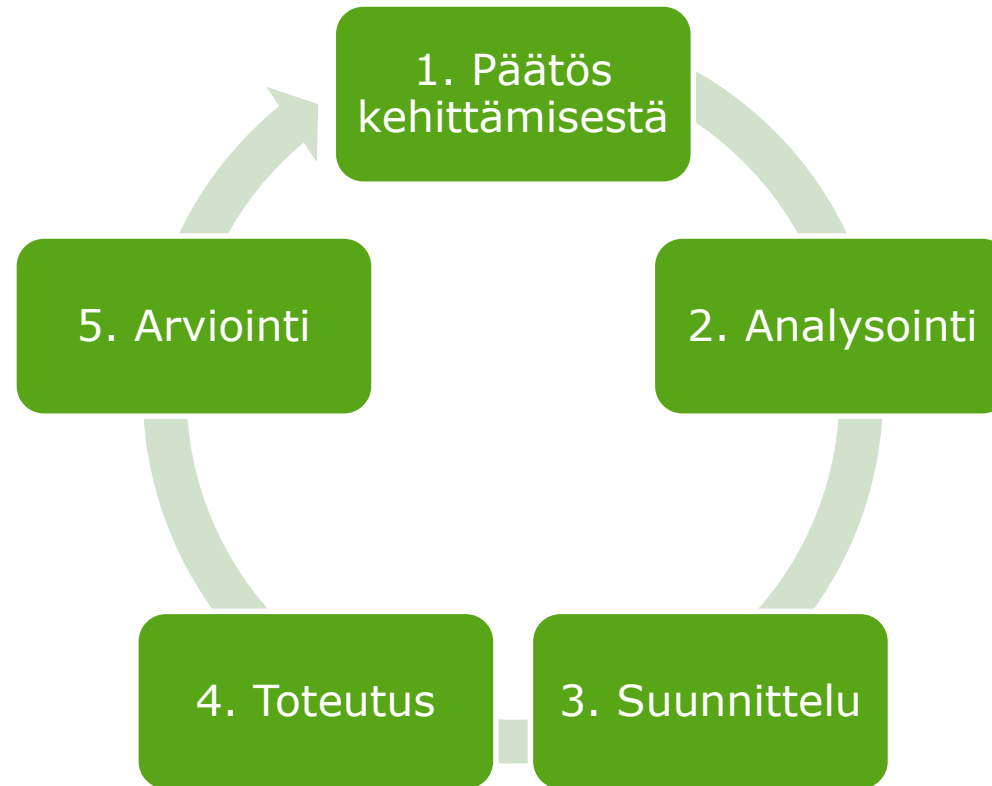 1. Päätös
kehittämisestä
2. Analysointi
3. Suunnittelu
4. Toteutus
5. Arviointi